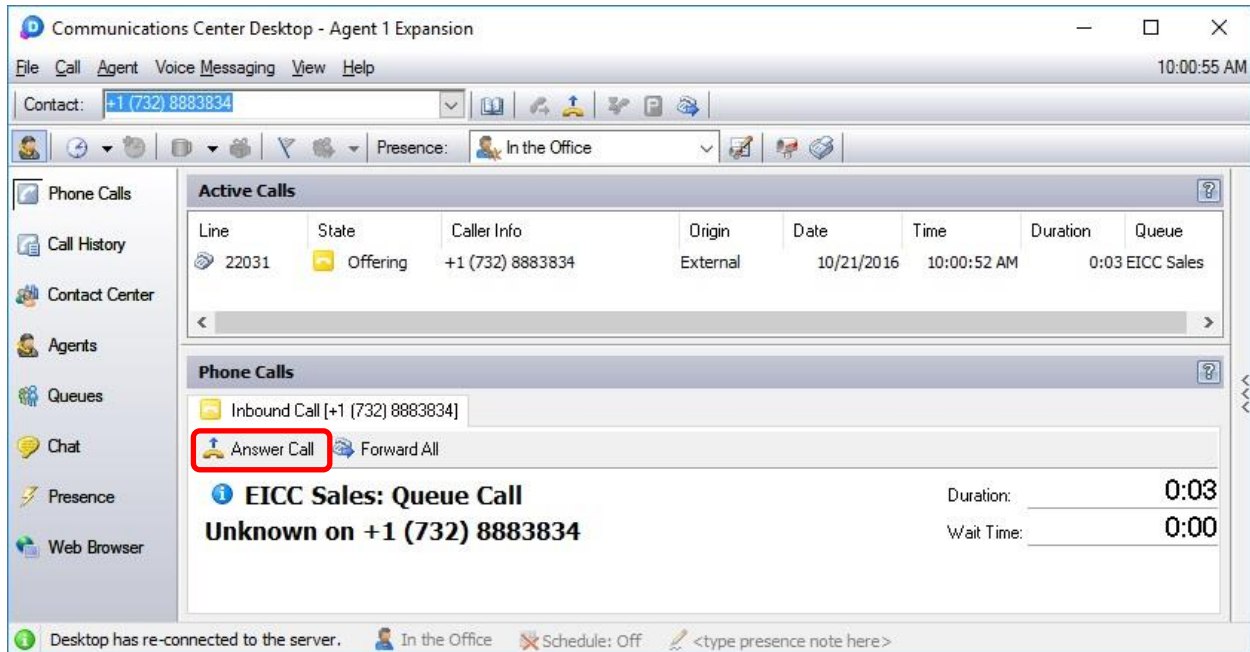 Communications Center Desktop - Agent 1 Expansion
File Call Agent Voice Messaging View Help 10:00:55 AM
Contact: +1 (732) 8883834
Presence: In the Office
Phone Calls
Call History
Contact Center
Agents
Queues
Chat
Presence
Web Browser
Active Calls
Line State Caller Info Origin Date Time Duration Queue
22031 Offering +1 (732) 8883834 External 10/21/2016 10:00:52 AM 0:03 EICC Sales
Phone Calls
Inbound Call [+1 (732) 8883834]
Answer Call Forward All
EICC Sales: Queue Call
Unknown on +1 (732) 8883834
Duration: 0:03
Wait Time: 0:00
Desktop has re-connected to the server. In the Office Schedule: Off <type presence note here>